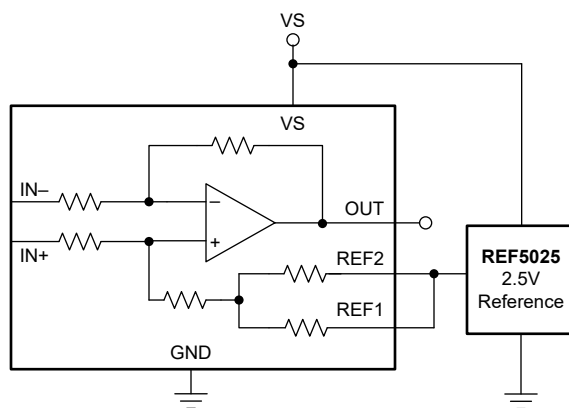 VS
VS
IN–
–
OUT
IN+
+
REF2
REF1
GND
REF5025
2.5V
Reference